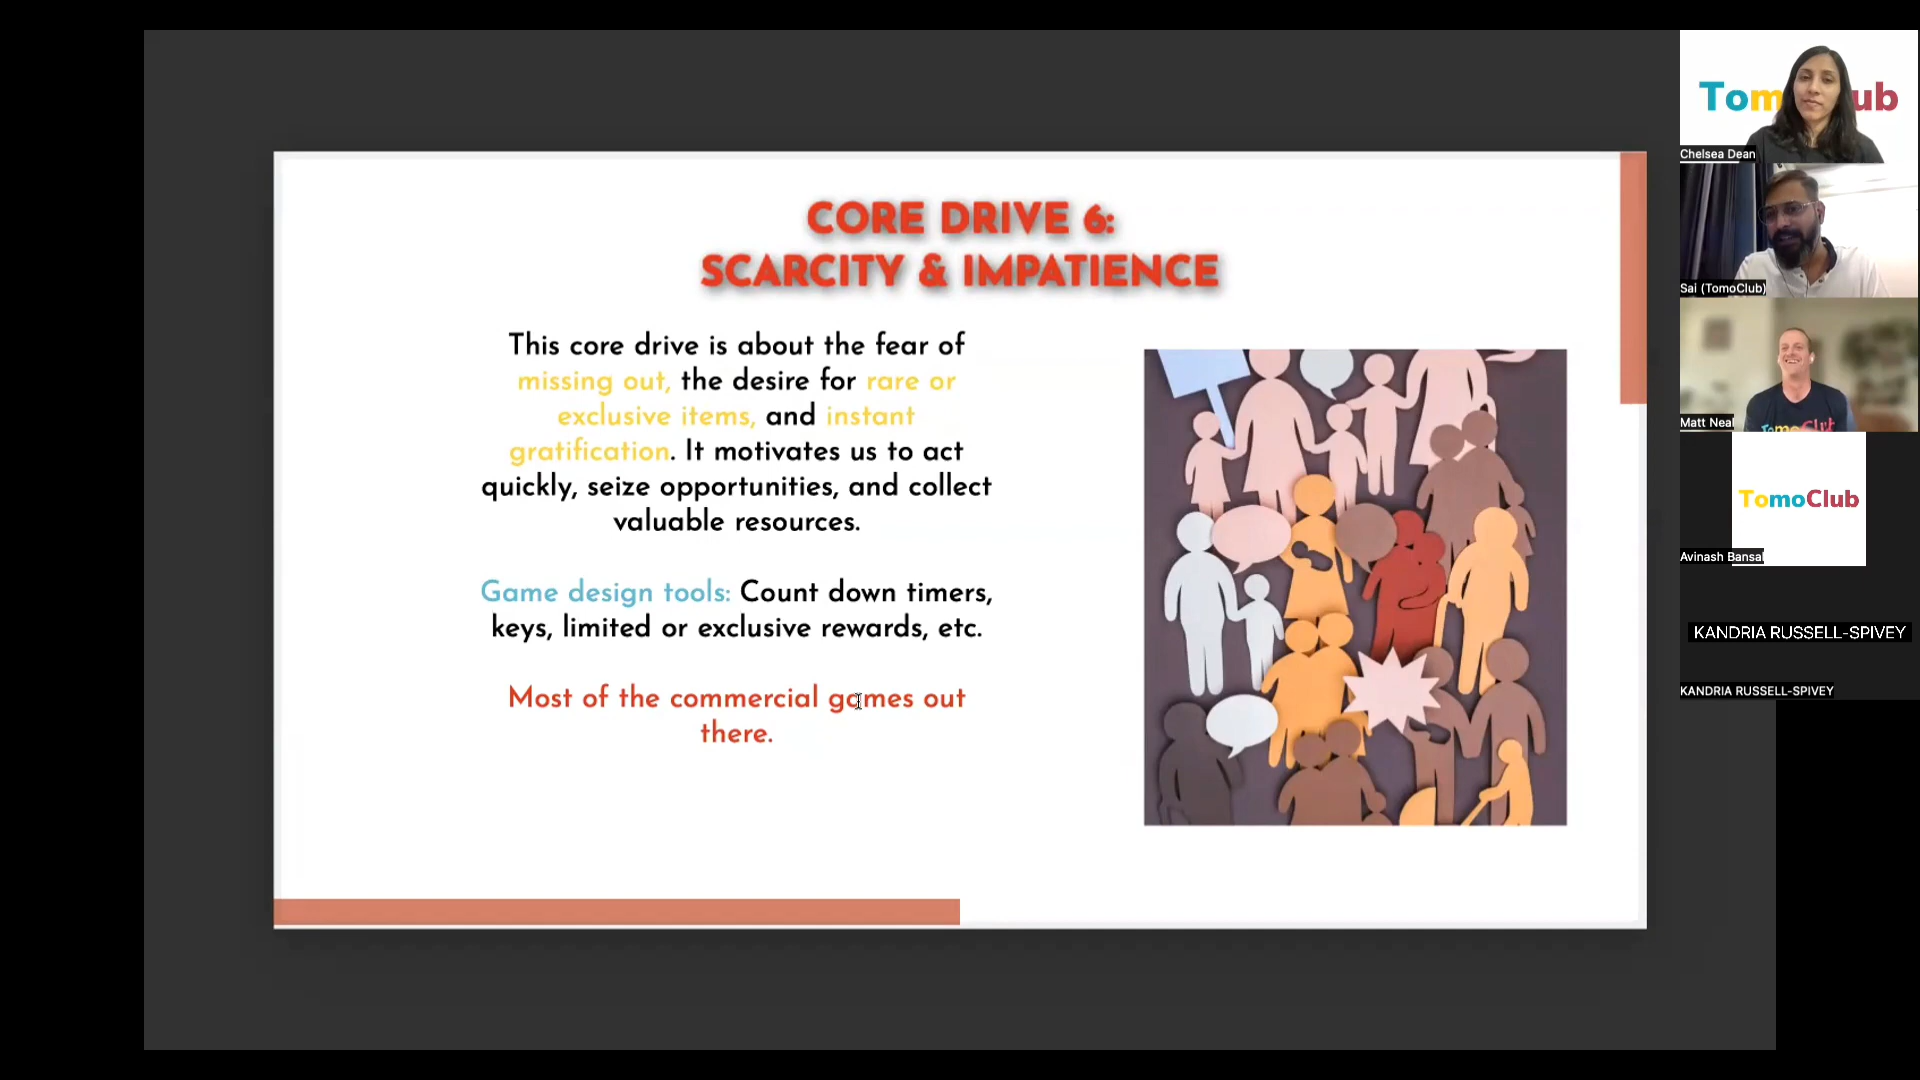 CORE DRIVE 6:
SCARCITY & IMPATIENCE
This core drive is about the fear of
missing out, the desire for rare or
exclusive items, and instant
gratification. It motivates us to act
quickly, seize opportunities, and collect
valuable resources.
Game design tools: Count down timers,
keys, limited or exclusive rewards, etc.
Most of the commercial games out
there.
Tom ub
Chelsea Dean
Sai (TomoClub)
TomoClub
Matt Neal
TomoClub
Avinash Bansal
KANDRIA RUSSELL-SPIVEY
KANDRIA RUSSELL-SPIVEY